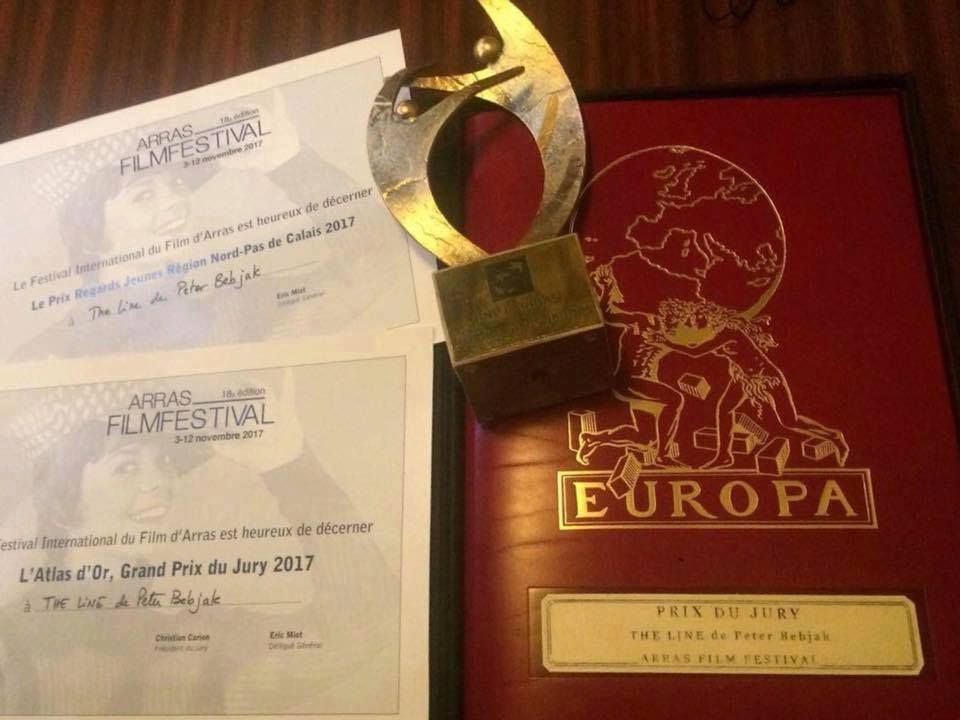 18e édition
ARRAS
FILMFESTIVAL
3-12 novembre 2017
Le Festival International du Film d'Arras est heureux de décerner
Le Prix Regards Jeunes Région Nord-Pas de Calais 2017
à The Line de Peter Bebjak
Eric Miot
Délégué Général
18e édition
ARRAS
FILMFESTIVAL
3-12 novembre 2017
Festival International du Film d'Arras est heureux de décerner
L'Atlas d'Or, Grand Prix du Jury 2017
à THE LINE de Peter Bebjak
Christian Carion
Président du jury
Eric Miot
Délégué Général
EUROPA
PRIX DU JURY
THE LINE de Peter Bebjak
ARRAS FILM FESTIVAL